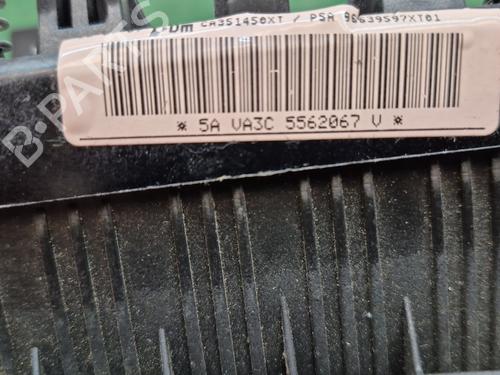 CA351450XT / PSA 96639597XT01
* 5A VA3C 5562067 V *
B-PARTS